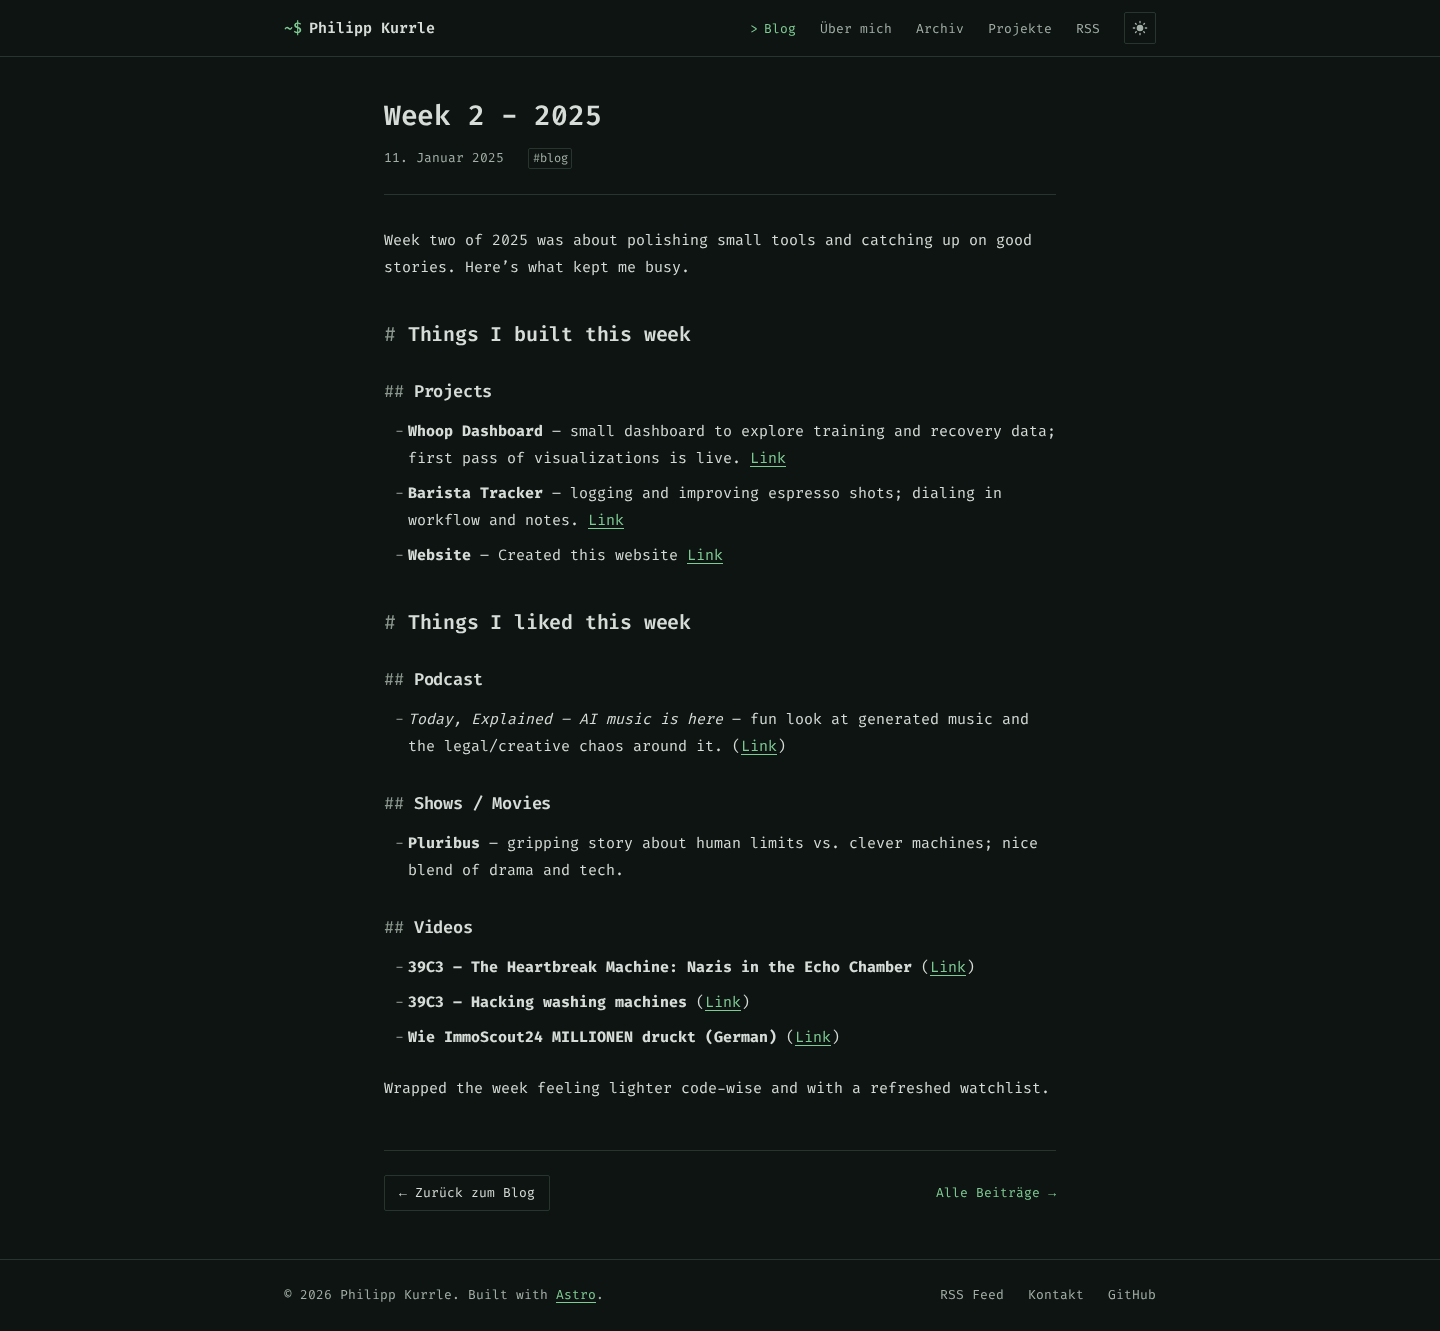 ~$ Philipp Kurrle
> Blog Über mich Archiv Projekte RSS
Week 2 - 2025
11. Januar 2025 #blog
Week two of 2025 was about polishing small tools and catching up on good
stories. Here’s what kept me busy.
# Things I built this week
## Projects
- Whoop Dashboard — small dashboard to explore training and recovery data;
first pass of visualizations is live. Link
- Barista Tracker — logging and improving espresso shots; dialing in
workflow and notes. Link
- Website — Created this website Link
# Things I liked this week
## Podcast
- Today, Explained — AI music is here — fun look at generated music and
the legal/creative chaos around it. (Link)
## Shows / Movies
- Pluribus — gripping story about human limits vs. clever machines; nice
blend of drama and tech.
## Videos
- 39C3 — The Heartbreak Machine: Nazis in the Echo Chamber (Link)
- 39C3 — Hacking washing machines (Link)
- Wie ImmoScout24 MILLIONEN druckt (German) (Link)
Wrapped the week feeling lighter code-wise and with a refreshed watchlist.
← Zurück zum Blog
Alle Beiträge →
© 2026 Philipp Kurrle. Built with Astro.
RSS Feed Kontakt GitHub